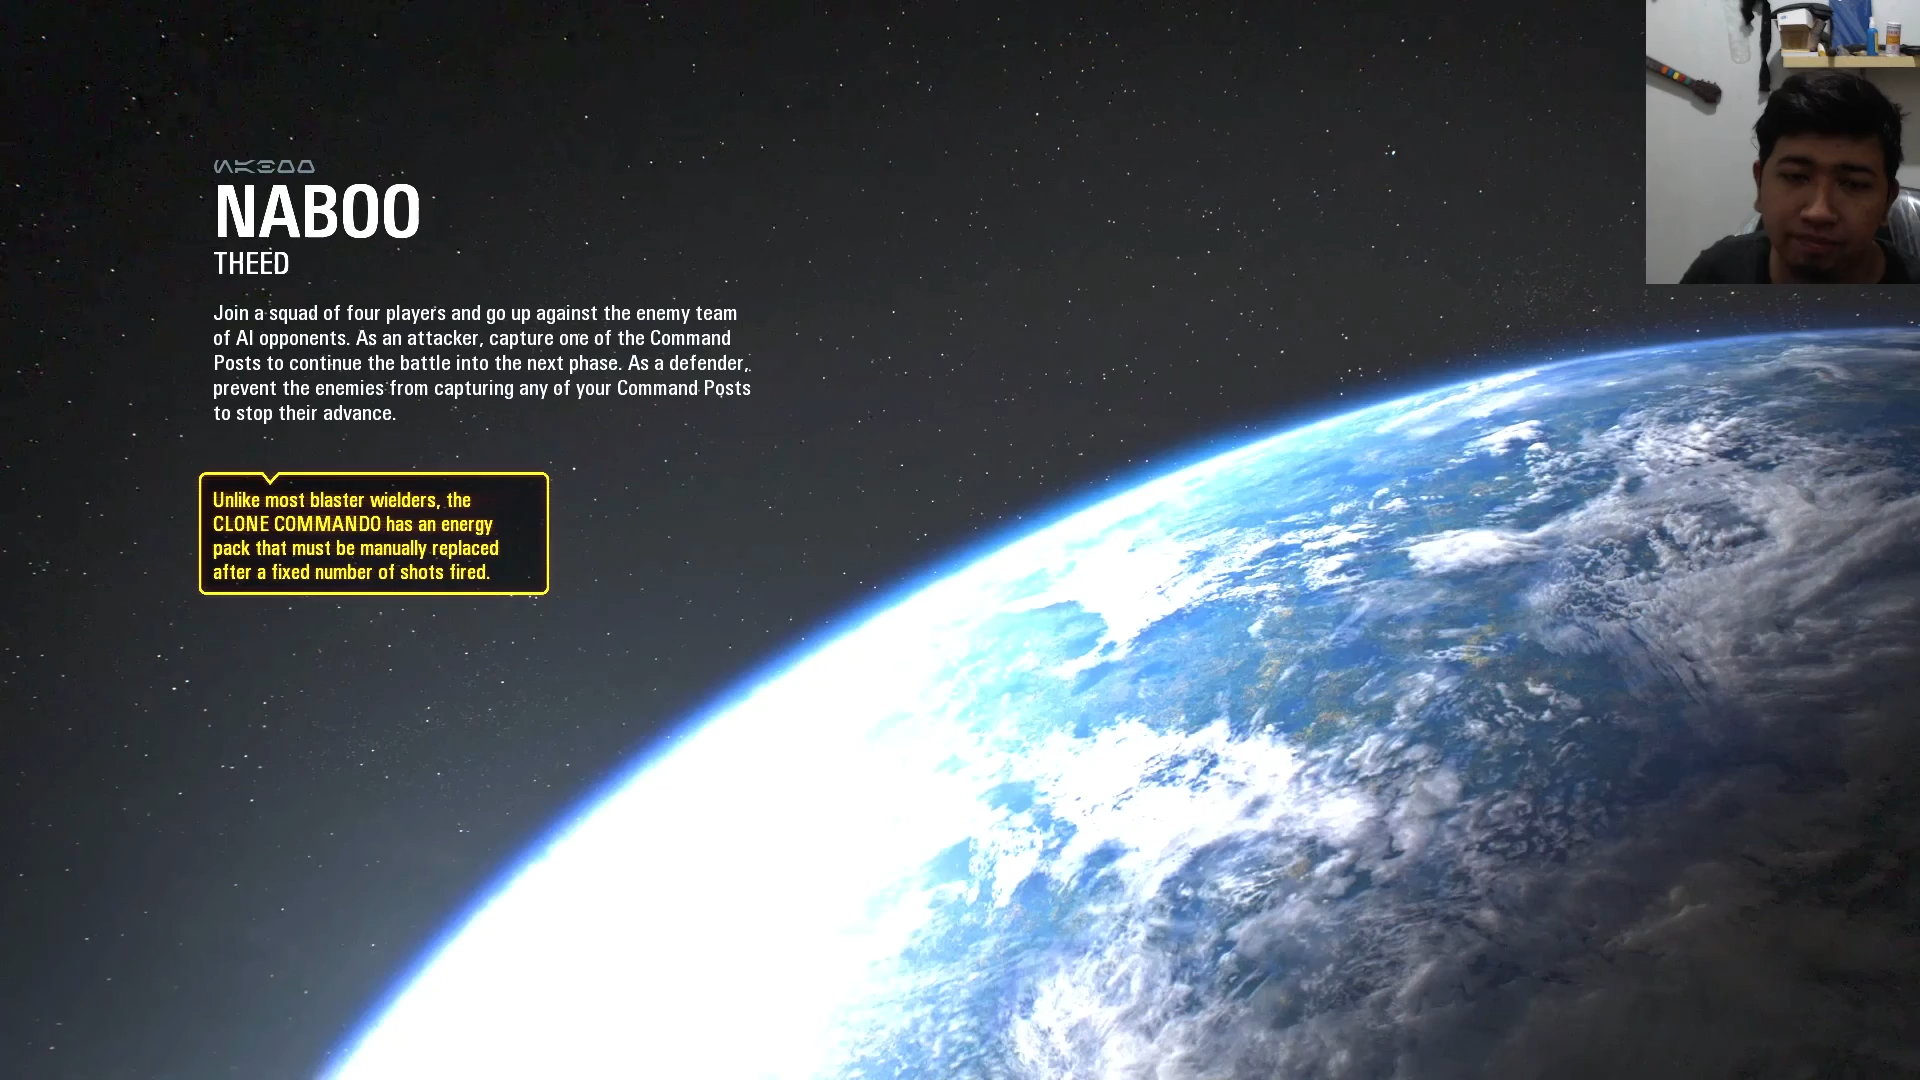 NABOO
THEED
Join a squad of four players and go up against the enemy team
of AI opponents. As an attacker, capture one of the Command
Posts to continue the battle into the next phase. As a defender,
prevent the enemies from capturing any of your Command Posts
to stop their advance.
Unlike most blaster wielders, the
CLONE COMMANDO has an energy
pack that must be manually replaced
after a fixed number of shots fired.